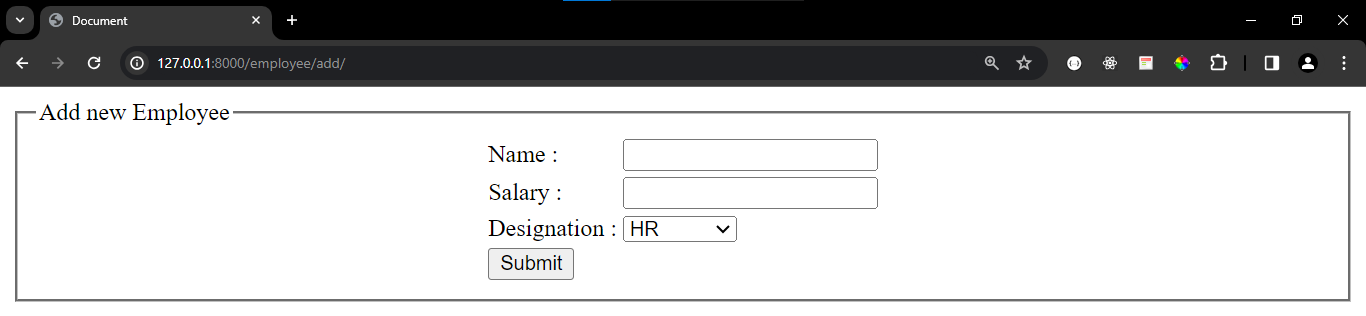 Document
127.0.0.1:8000/employee/add/
Add new Employee
Name :
Salary :
Designation : HR
Submit